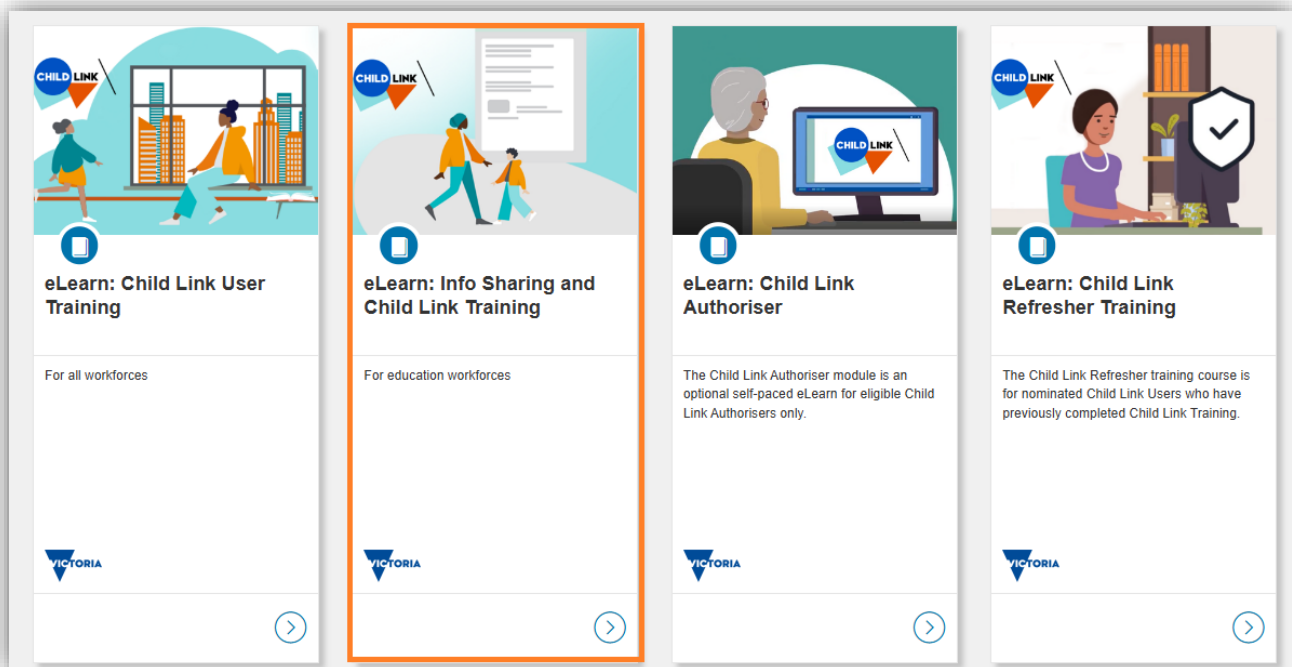 CHILD LINK
eLearn: Child Link User
Training
For all workforces
VICTORIA
CHILD LINK
eLearn: Info Sharing and
Child Link Training
For education workforces
VICTORIA
CHILD LINK
eLearn: Child Link
Authoriser
The Child Link Authoriser module is an
optional self-paced eLearn for eligible Child
Link Authorisers only.
VICTORIA
CHILD LINK
eLearn: Child Link
Refresher Training
The Child Link Refresher training course is
for nominated Child Link Users who have
previously completed Child Link Training.
VICTORIA